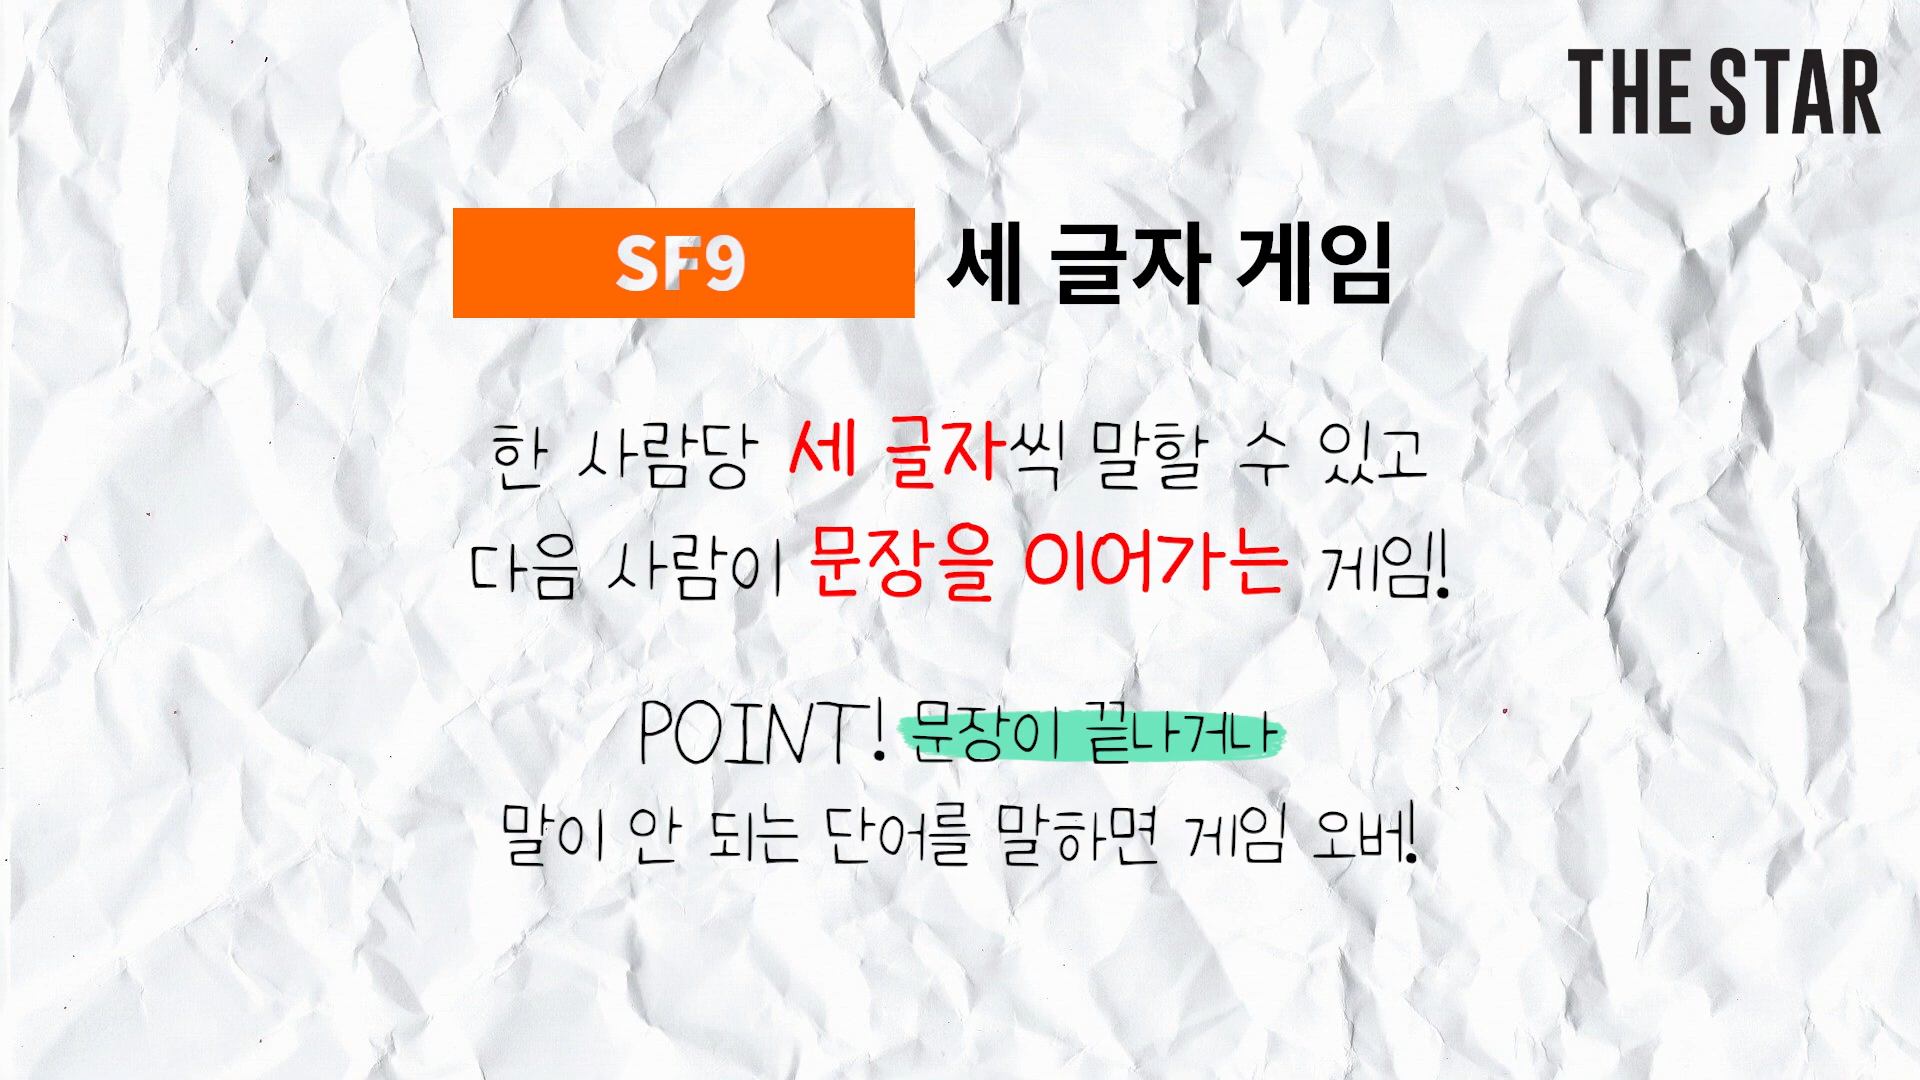 THE STAR
SF9 세 글자 게임
한 사람당 세 글자씩 말할 수 있고
다음 사람이 문장을 이어가는 게임!
POINT! 문장이 끝나거나
말이 안 되는 단어를 말하면 게임 오버!